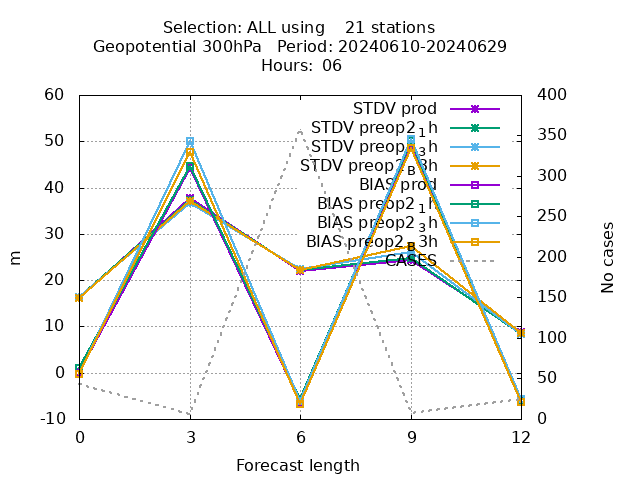 Selection: ALL using 21 stations
Geopotential 300hPa Period: 20240610-20240629
Hours: 06
60
50
40
30
20
10
0
-10
m
400
350
300
250
200
150
100
50
0
No cases
STDV prod
STDV preop2_1h
STDV preop2_3h
STDV preop2_B3h
BIAS prod
BIAS preop2_1h
BIAS preop2_3h
BIAS preop2_B3h
CASES
0 3 6 9 12
Forecast length